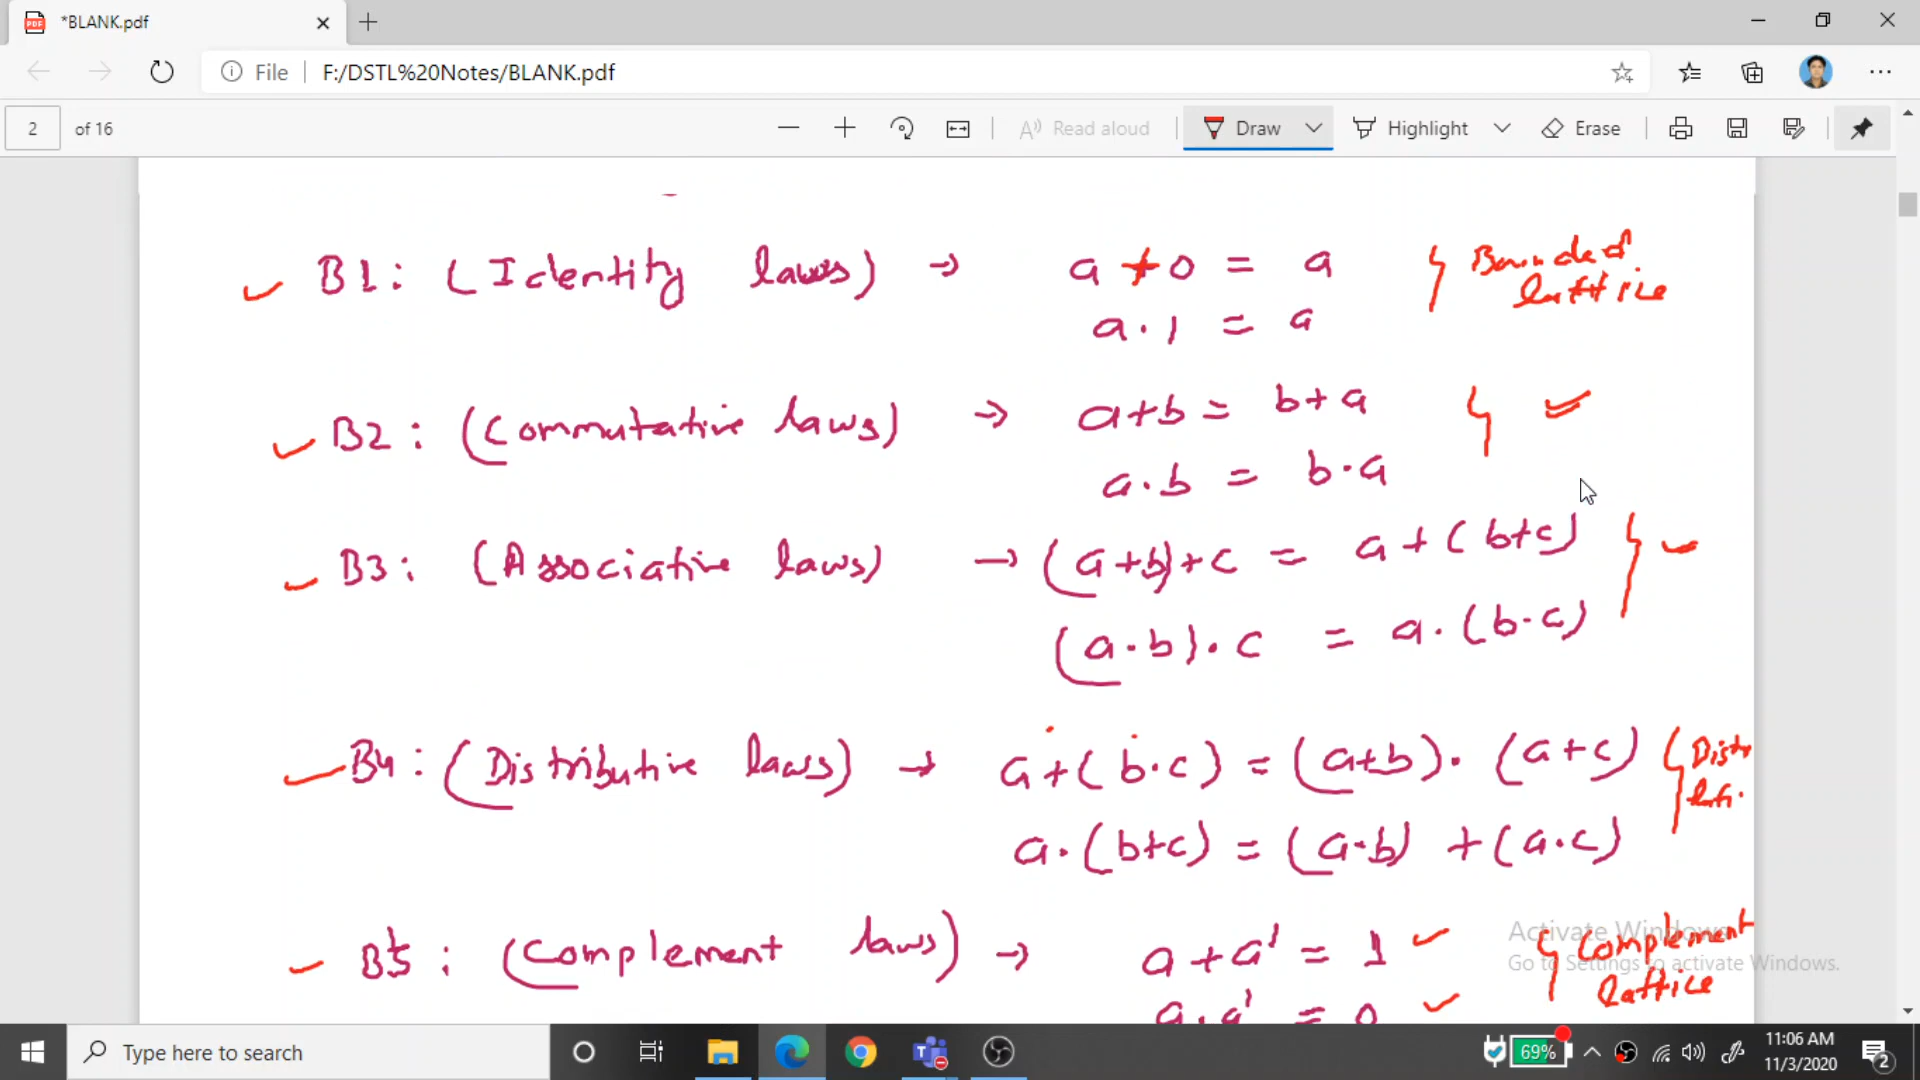 *BLANK.pdf
File F:/DSTL%20Notes/BLANK.pdf
2 of 16 Read aloud Draw Highlight Erase
B1: (Identity laws) → a + 0 = a Bounded
lattice
a · 1 = a
B2: (Commutative laws) → a+b = b+a
a·b = b·a
B3: (Associative laws) → (a+b)+c = a+(b+c)
(a·b)·c = a·(b·c)
B4: (Distributive laws) → a+(b·c) = (a+b)·(a+c) Distr
lati.
a·(b+c) = (a·b) + (a·c)
B5: (Complement laws) → a + a' = 1 Complement
lattice
a·a' = 0
Activate Windows
Go to Settings to activate Windows.
Type here to search 69% 11:06 AM
11/3/2020 2